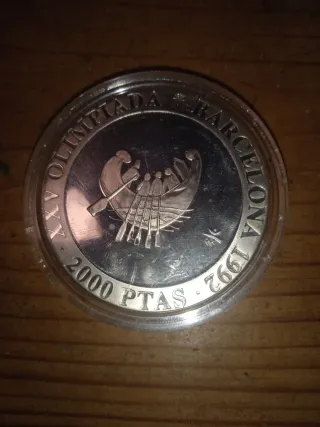 XXV OLIMPIADA BARCELONA 1992
2000 PTAS